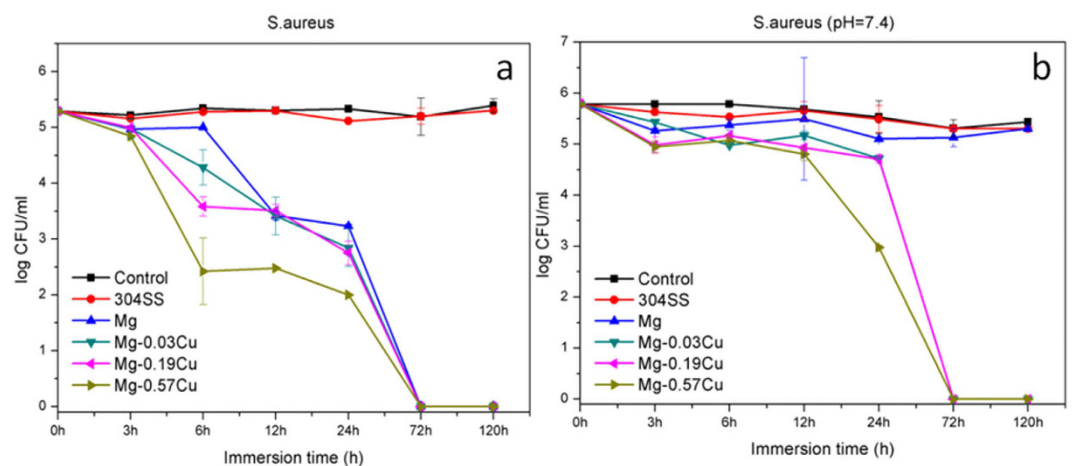 S.aureus
a
log CFU/ml
6
5
4
3
2
1
0
Control
304SS
Mg
Mg-0.03Cu
Mg-0.19Cu
Mg-0.57Cu
0h 3h 6h 12h 24h 72h 120h
Immersion time (h)
S.aureus (pH=7.4)
b
log CFU/ml
7
6
5
4
3
2
1
0
Control
304SS
Mg
Mg-0.03Cu
Mg-0.19Cu
Mg-0.57Cu
0h 3h 6h 12h 24h 72h 120h
Immersion time (h)